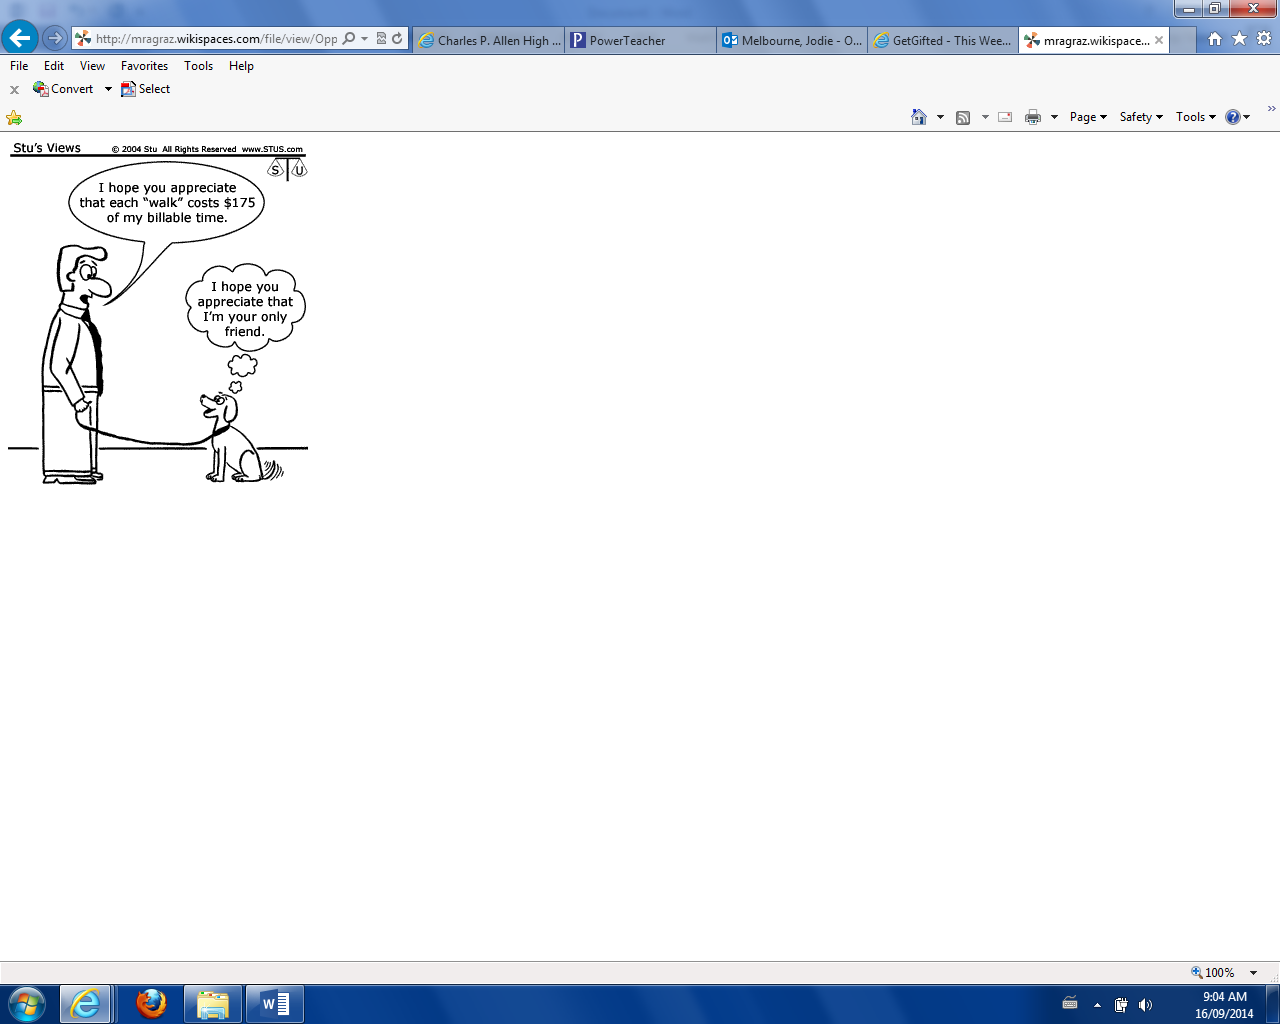 http://mragraz.wikispaces.com/file/view/Opp
Charles P. Allen High ...
PowerTeacher
Melbourne, Jodie - O...
GetGifted - This Wee...
mragraz.wikispace...
File Edit View Favorites Tools Help
Convert Select
Page Safety Tools
Stu's Views © 2004 Stu All Rights Reserved www.STUS.com
S U
I hope you appreciate
that each “walk” costs $175
of my billable time.
I hope you
appreciate that
I'm your only
friend.
100%
9:04 AM
16/09/2014